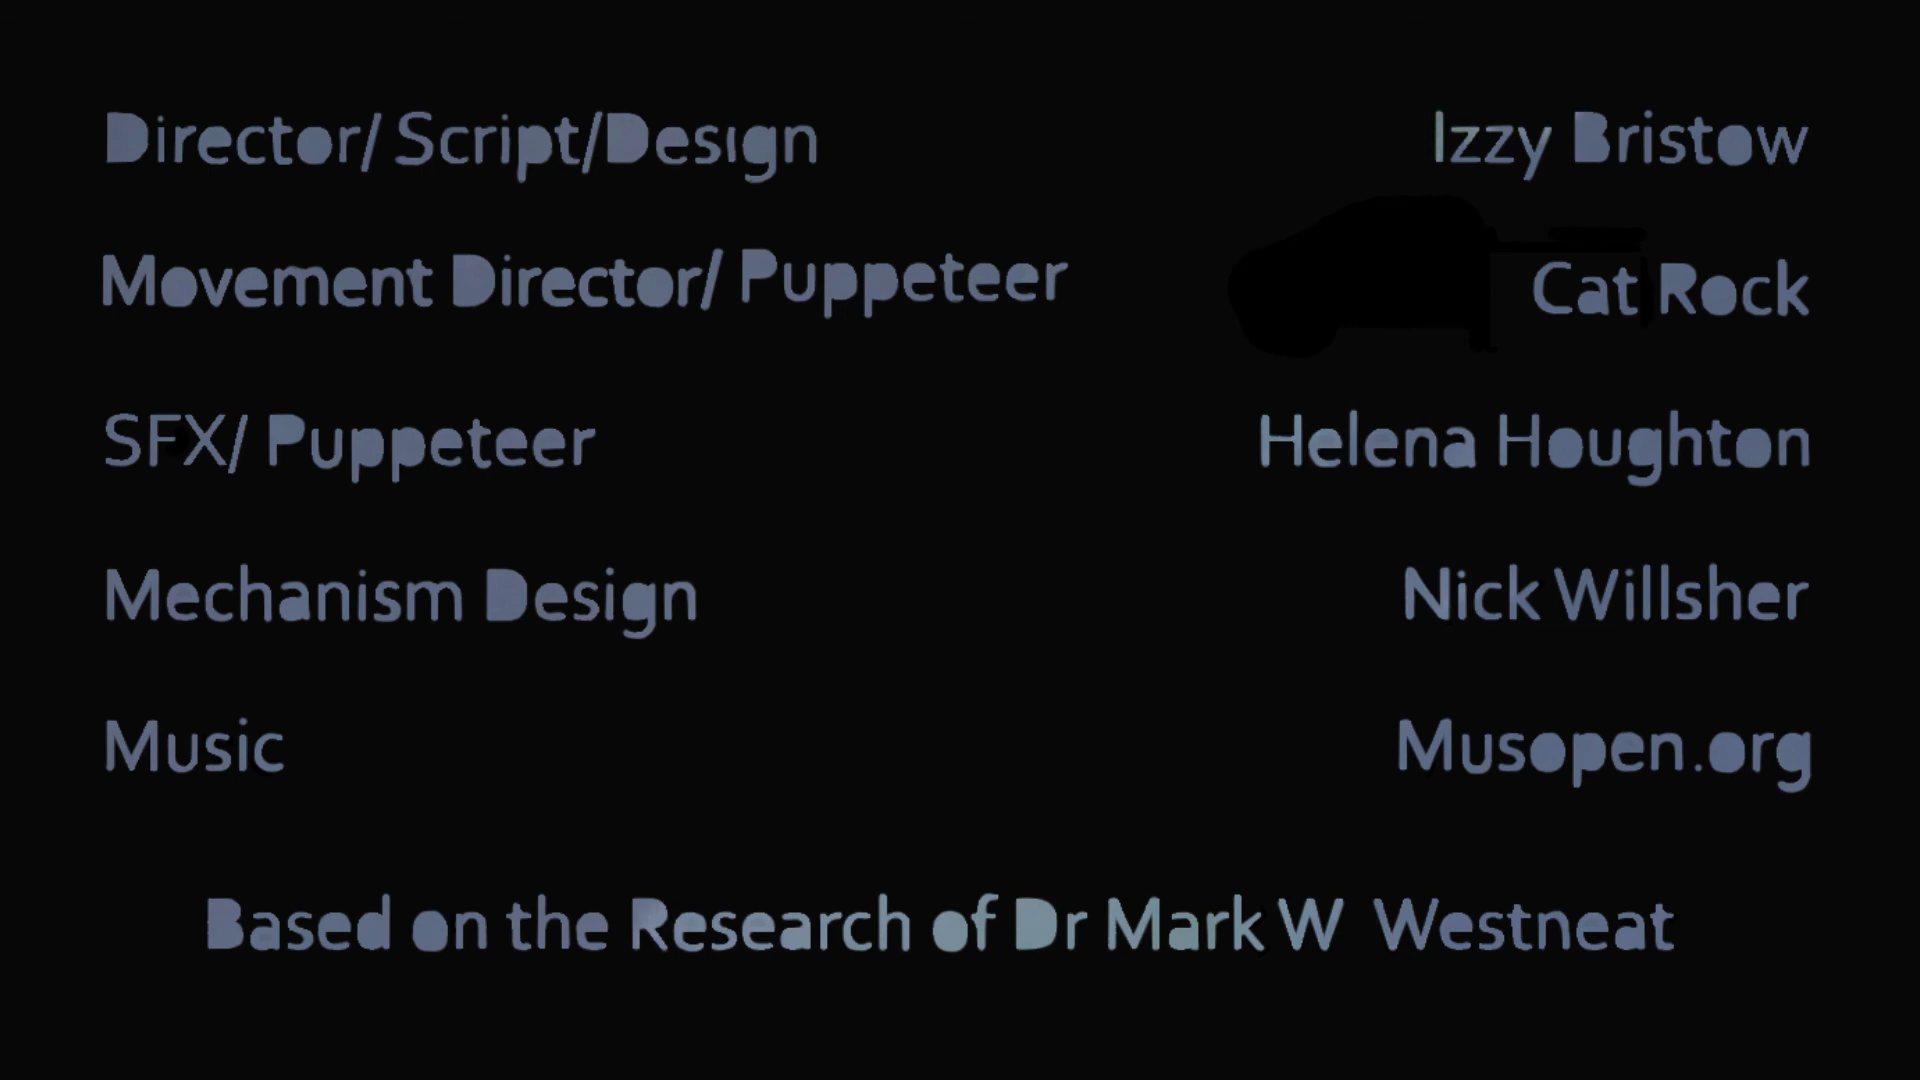 Director/ Script/Design Izzy Bristow
Movement Director/ Puppeteer Cat Rock
SFX/ Puppeteer Helena Houghton
Mechanism Design Nick Willsher
Music Musopen.org
Based on the Research of Dr Mark W Westneat